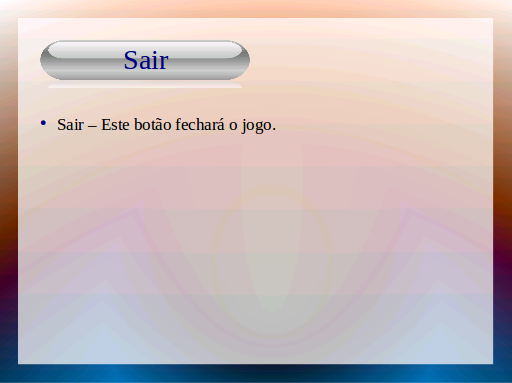 Sair
• Sair – Este botão fechará o jogo.